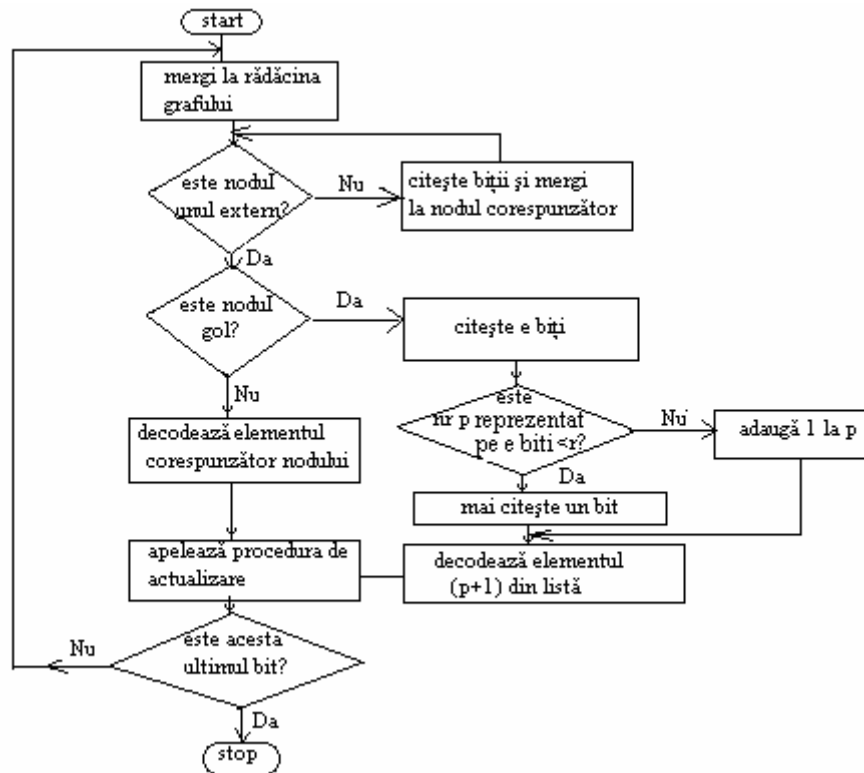 start
mergi la rădăcina
grafului
este nodul
unul extern?
Nu
citeşte biţii şi mergi
la nodul corespunzător
Da
este nodul
gol?
Da
citeşte e biţi
Nu
este
nr p reprezentat
pe e biti <r?
Nu
adaugă 1 la p
decodează elementul
corespunzător nodului
Da
mai citeşte un bit
apelează procedura de
actualizare
decodează elementul
(p+1) din listă
este acesta
ultimul bit?
Nu
Da
stop